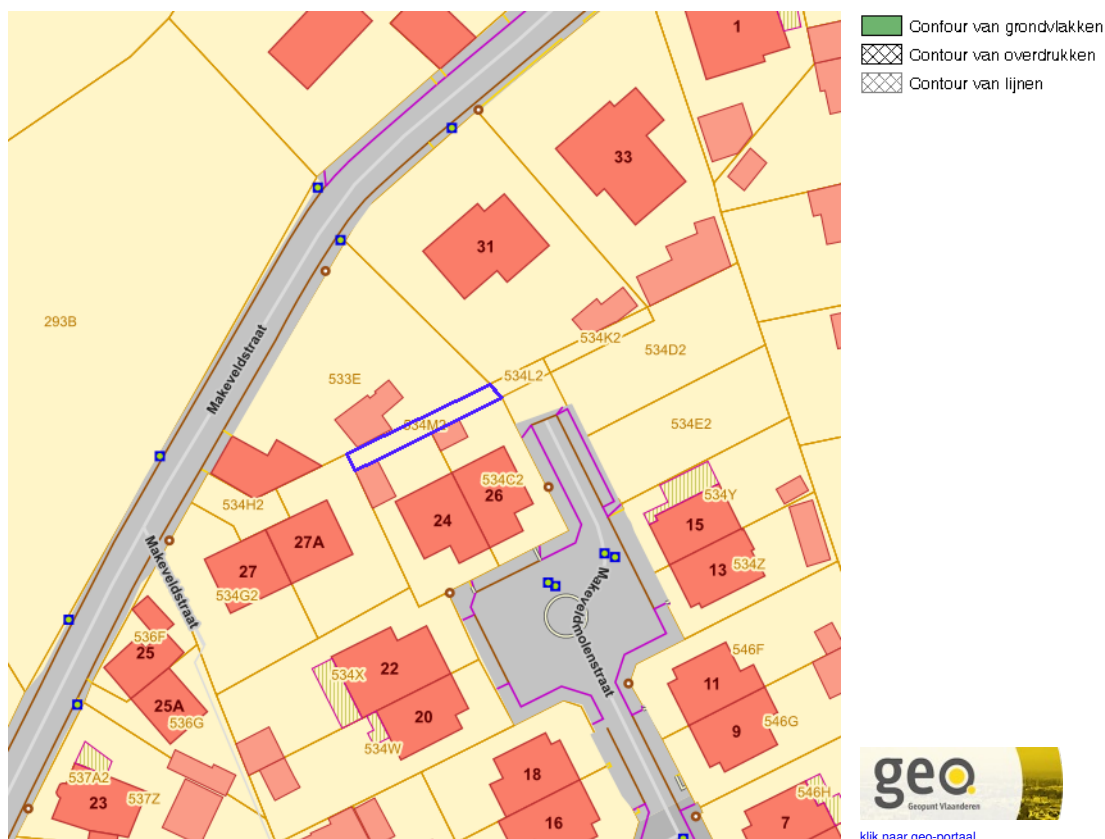 Contour van grondvlakken
Contour van overdrukken
Contour van lijnen
1
33
31
293B
Makeveldstraat
534K2
534D2
534L2
533E
534M2
534E2
534C2
26
24
534Y
15
13
534Z
534H2
27A
27
534G2
Makeveldstraat
Makeveldmolenstraat
536F
25
25A
536G
534X
22
20
534W
546F
11
9
546G
537A2
23
537Z
18
16
546H
7
geo
Geopunt Vlaanderen
klik naar geo-portaal